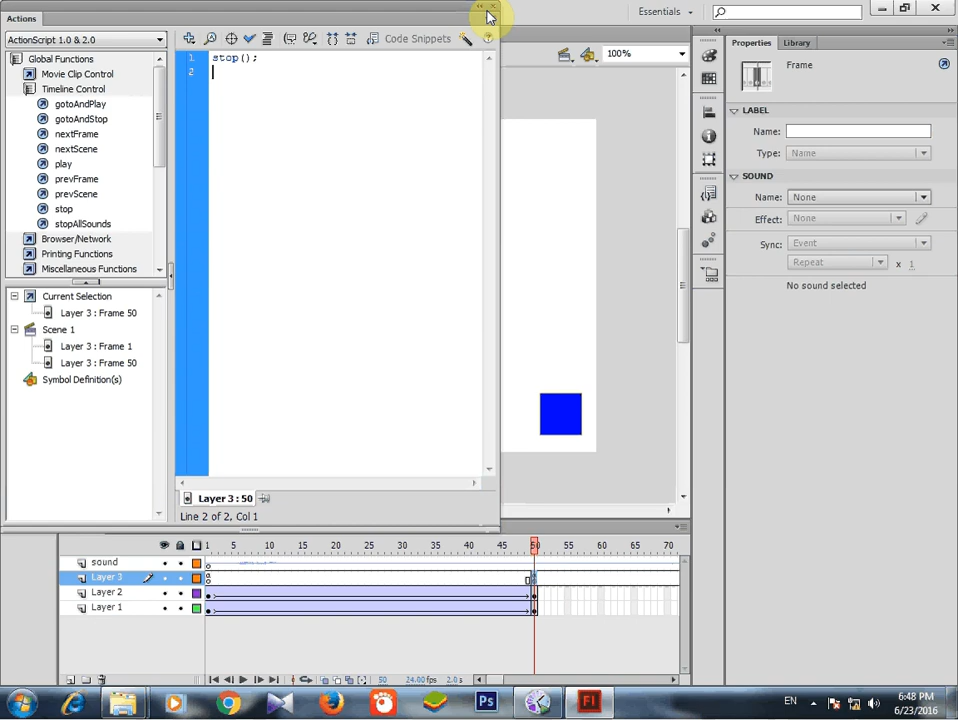 Actions
Essentials
ActionScript 1.0 & 2.0
Code Snippets
100%
Properties
Library
Global Functions
Movie Clip Control
Timeline Control
gotoAndPlay
gotoAndStop
nextFrame
nextScene
play
prevFrame
prevScene
stop
stopAllSounds
Browser/Network
Printing Functions
Miscellaneous Functions
1 stop();
2
Frame
LABEL
Name:
Type: Name
SOUND
Name: None
Effect: None
Sync: Event
Repeat x 1
No sound selected
Current Selection
Layer 3 : Frame 50
Scene 1
Layer 3 : Frame 1
Layer 3 : Frame 50
Symbol Definition(s)
Layer 3 : 50
Line 2 of 2, Col 1
1 5 10 15 20 25 30 35 40 45 50 55 60 65 70
sound
Layer 3
Layer 2
Layer 1
50 24.00fps 2.0s
Ps
Fl
EN
6:48 PM
6/23/2016